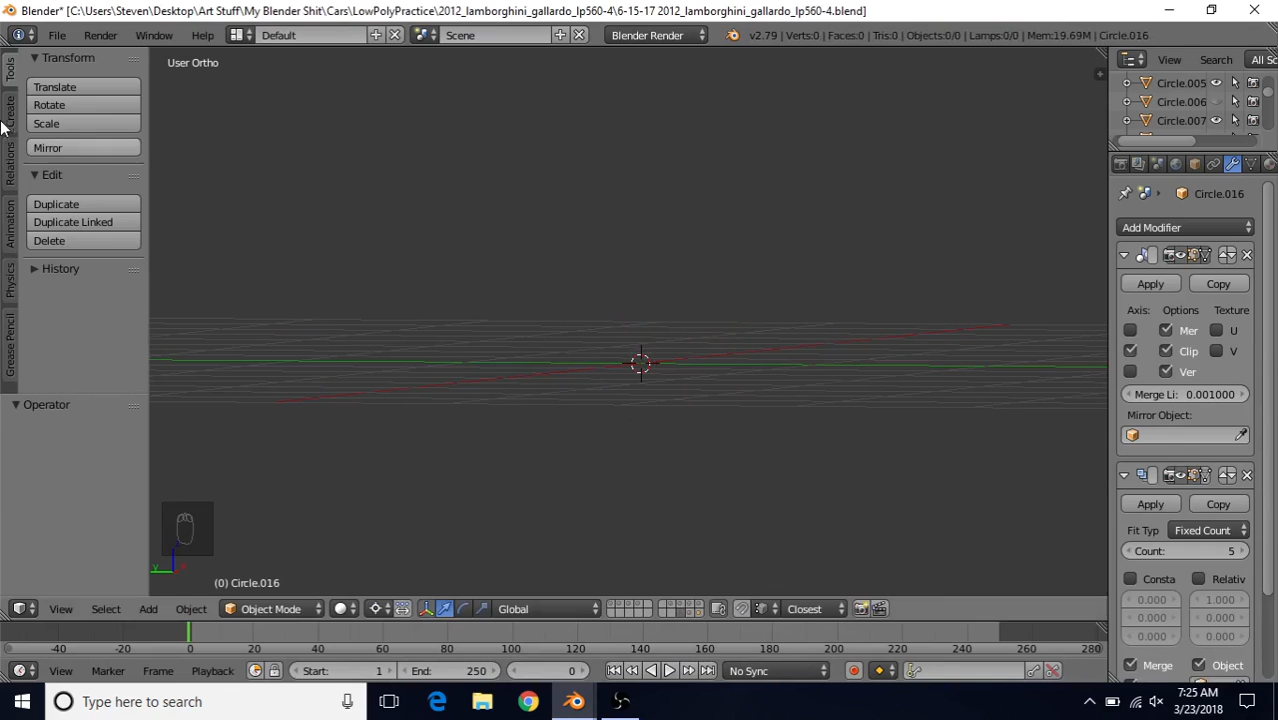 Blender* [C:\Users\Steven\Desktop\Art Stuff\My Blender Shit\Cars\LowPolyPractice\2012_lamborghini_gallardo_lp560-4\6-15-17 2012_lamborghini_gallardo_lp560-4.blend]
File Render Window Help Default Scene Blender Render v2.79 | Verts:0 | Faces:0 | Tris:0 | Objects:0/0 | Lamps:0/0 | Mem:19.69M | Circle.016
Tools
Create
Relations
Animation
Physics
Grease Pencil
Transform
Translate
Rotate
Scale
Mirror
Edit
Duplicate
Duplicate Linked
Delete
History
Operator
User Ortho
(0) Circle.016
View Search All Sc
Circle.005
Circle.006
Circle.007
Circle.016
Add Modifier
Apply Copy
Axis: Options Texture
Mer U
Clip V
Ver
Merge Li: 0.001000
Mirror Object:
Apply Copy
Fit Typ Fixed Count
Count: 5
Consta Relativ
0.000 1.000
0.000 0.000
0.000 0.000
Merge Object
View Select Add Object Object Mode Global Closest
-40 -20 0 20 40 60 80 100 120 140 160 180 200 220 240 260 280
View Marker Frame Playback Start: 1 End: 250 0 No Sync
Type here to search
7:25 AM
3/23/2018